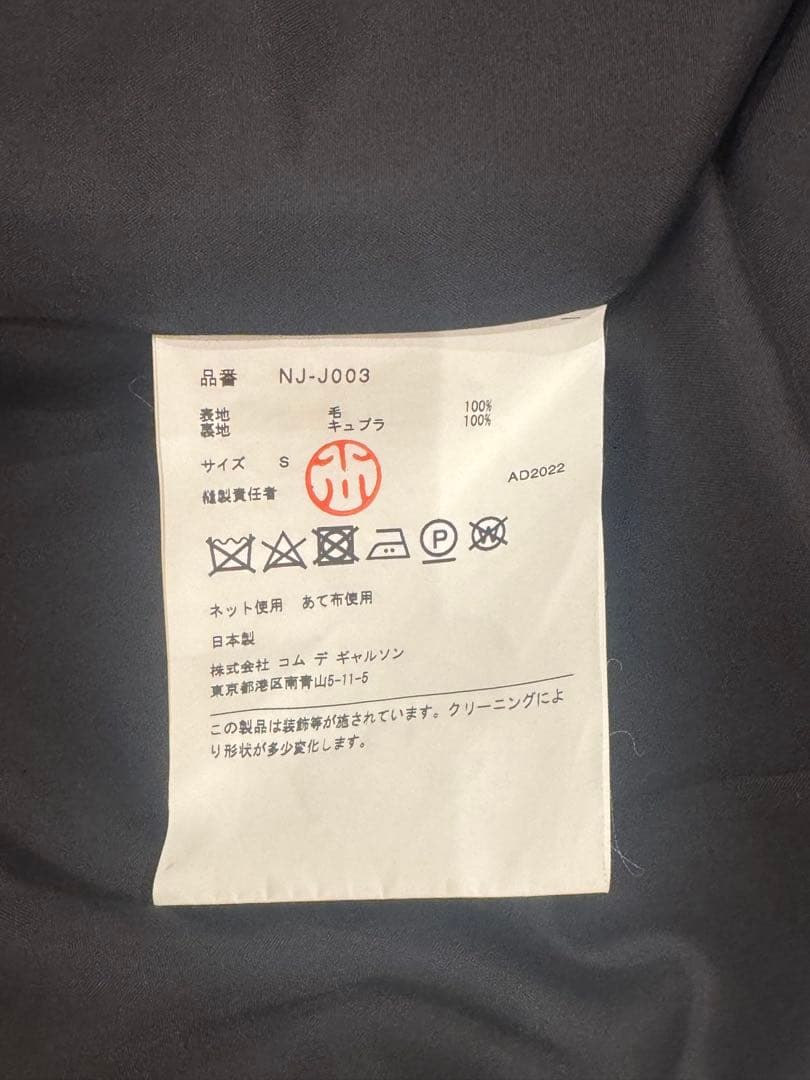 品番 NJ-J003
表地 毛 100%
裏地 キュプラ 100%
サイズ S
縫製責任者
AD2022
P W
ネット使用 あて布使用
日本製
株式会社 コム デ ギャルソン
東京都港区南青山5-11-5
この製品は装飾等が施されています。クリーニングによ
り形状が多少変化します。